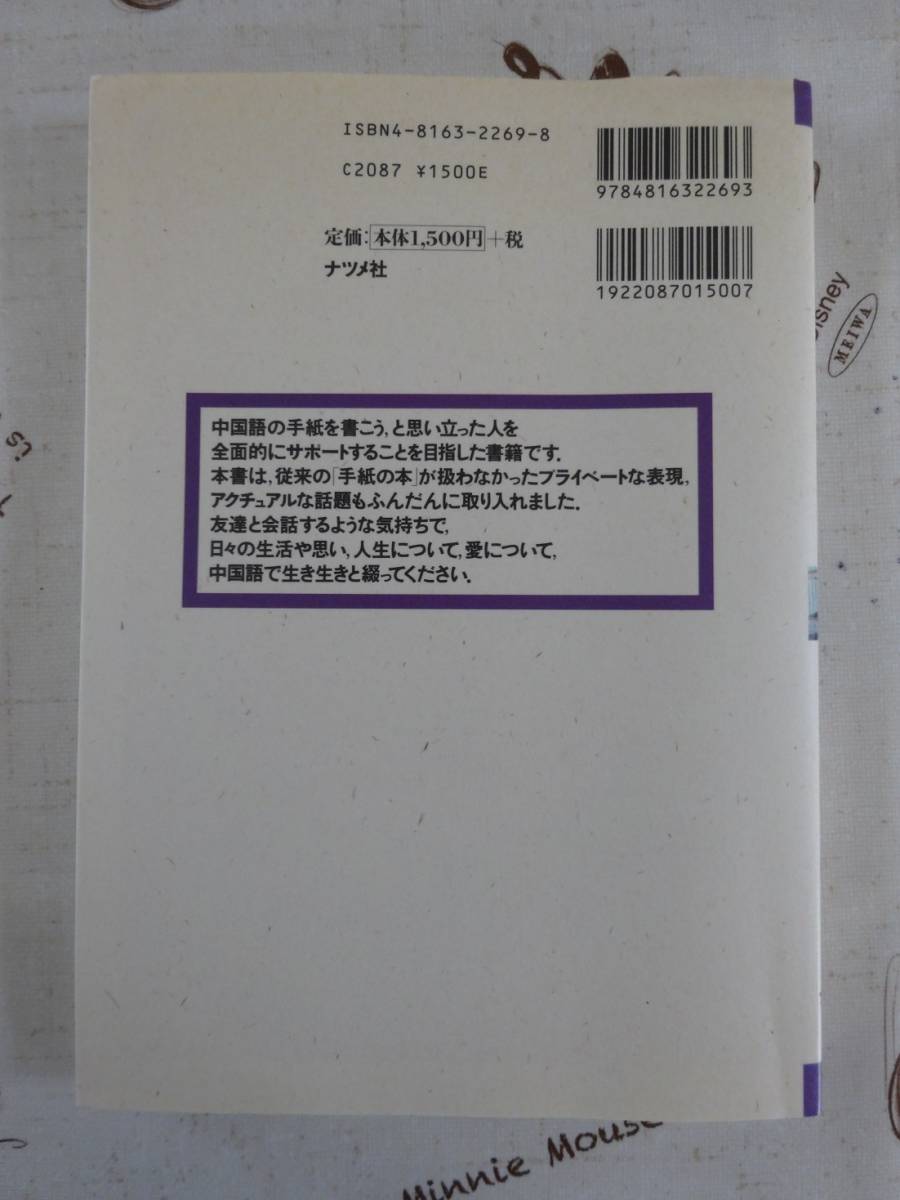 ISBN4-8163-2269-8
C2087 ¥1500E
9784816322693
定価:本体1,500円+税
ナツメ社
1922087015007
isney
MEIWA
中国語の手紙を書こう,と思い立った人を
全面的にサポートすることを目指した書籍です.
本書は,従来の「手紙の本」が扱わなかったプライベートな表現,
アクチュアルな話題もふんだんに取り入れました.
友達と会話するような気持ちで,
日々の生活や思い,人生について,愛について,
中国語で生き生きと綴ってください.
Minnie Mouse